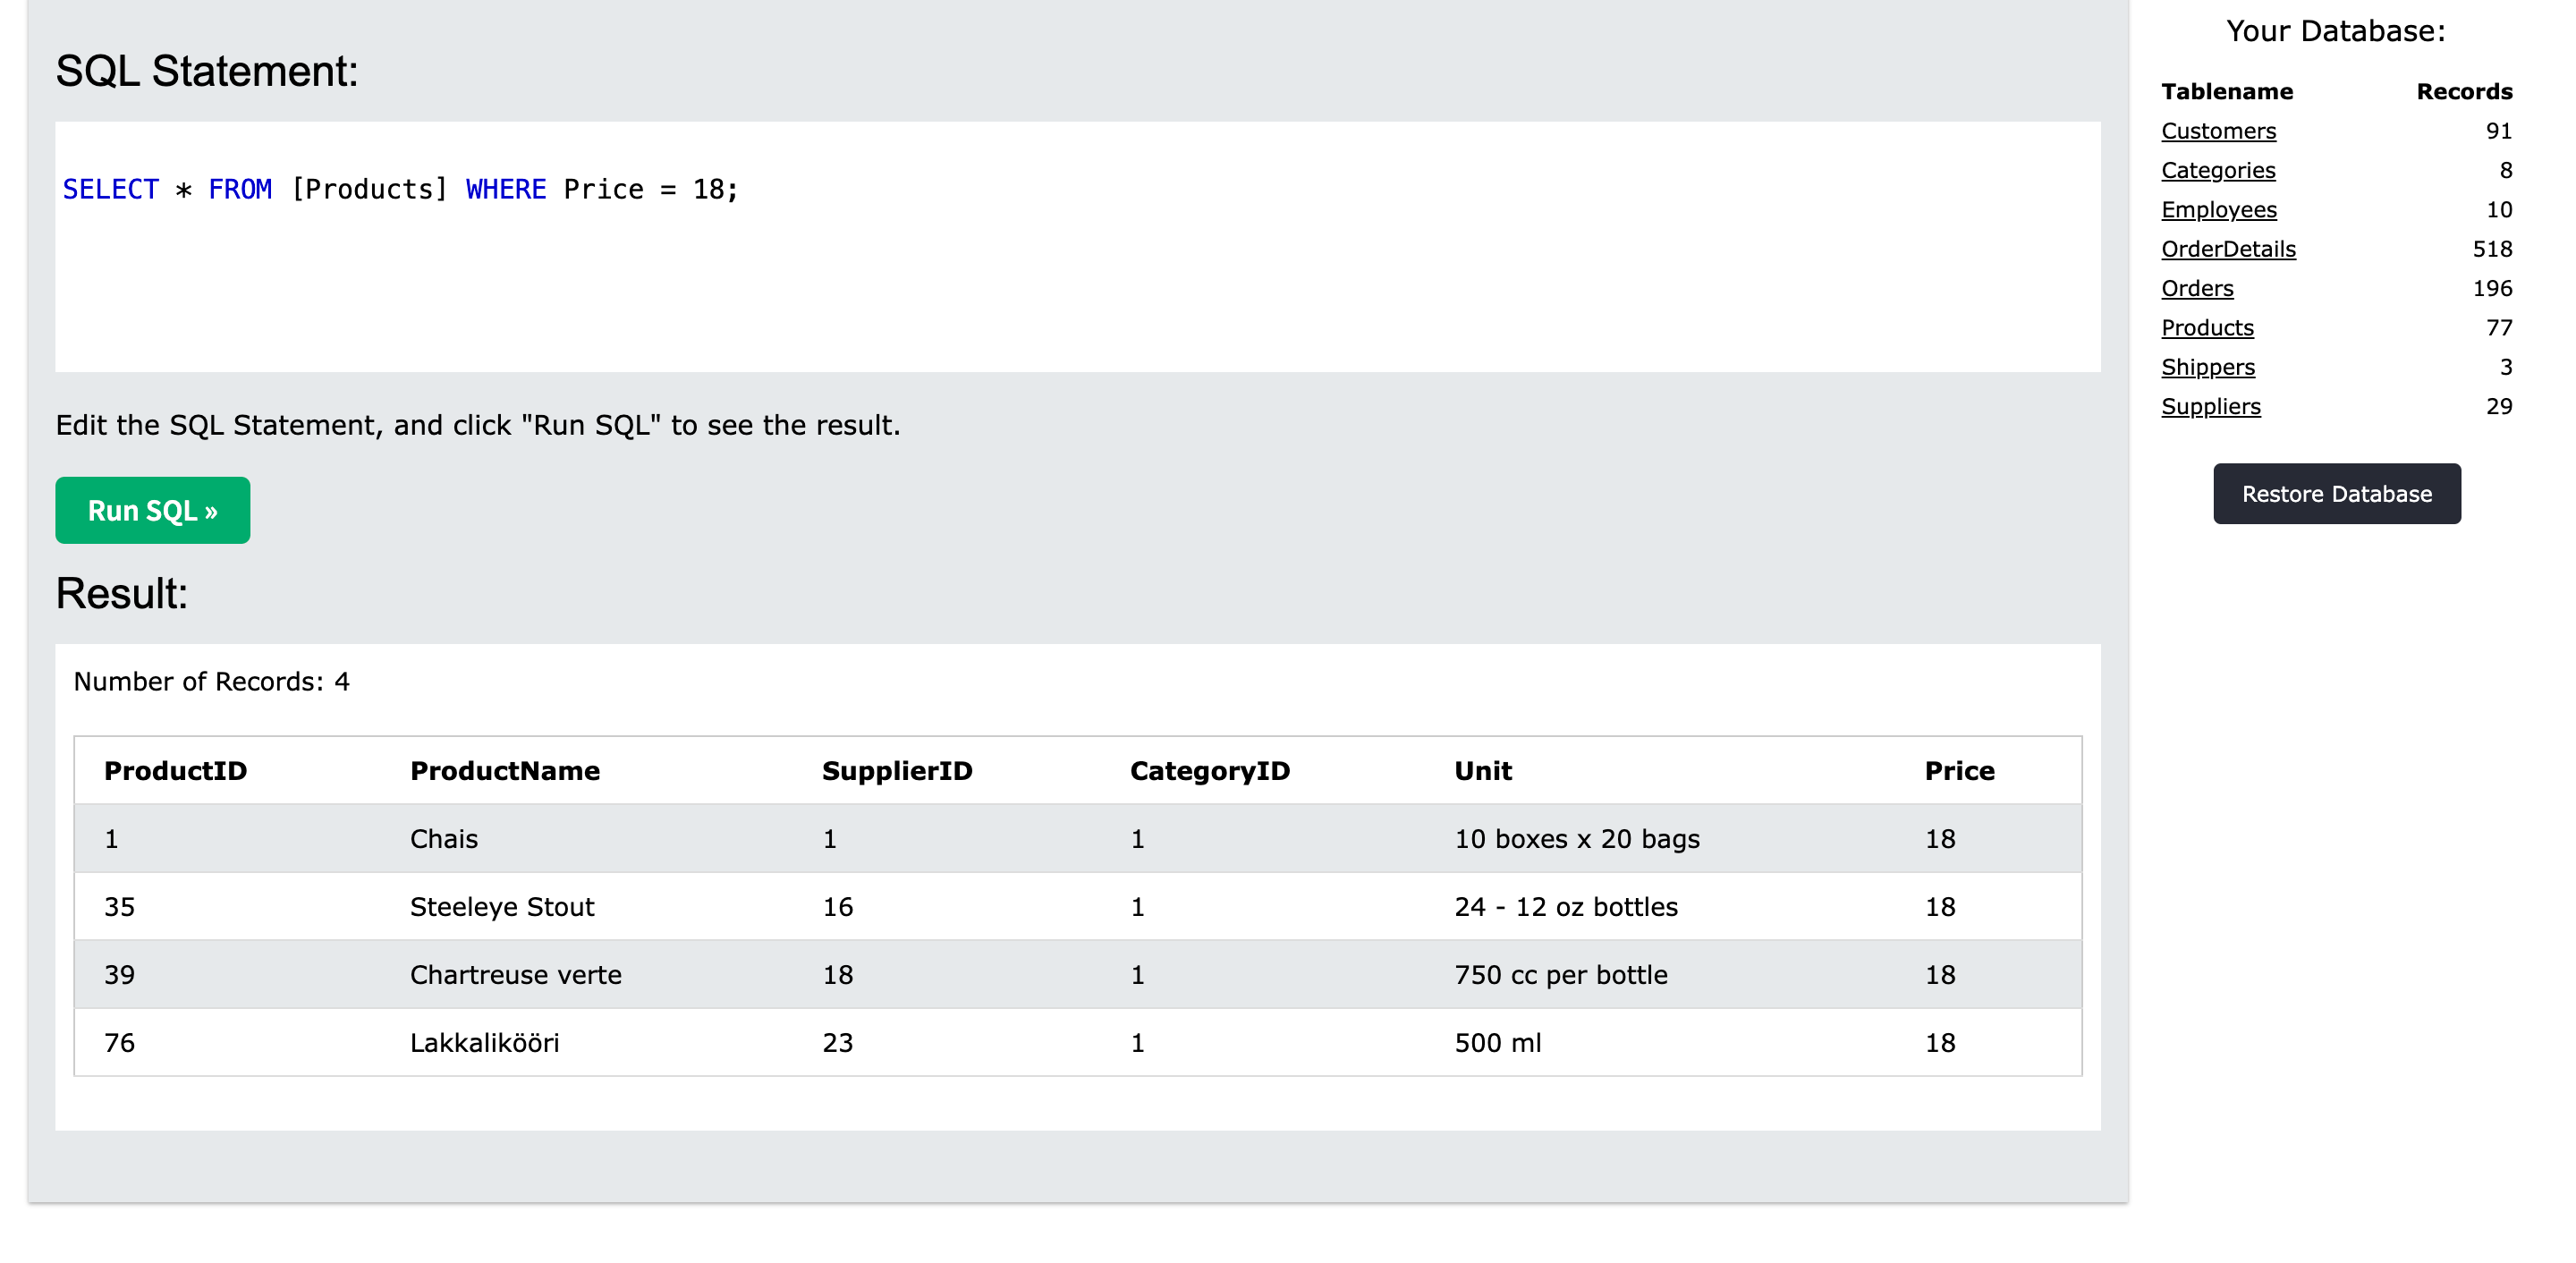 SQL Statement:
SELECT * FROM [Products] WHERE Price = 18;
Edit the SQL Statement, and click "Run SQL" to see the result.
Run SQL »
Result:
Number of Records: 4
ProductID ProductName SupplierID CategoryID Unit Price
1 Chais 1 1 10 boxes x 20 bags 18
35 Steeleye Stout 16 1 24 - 12 oz bottles 18
39 Chartreuse verte 18 1 750 cc per bottle 18
76 Lakkalikööri 23 1 500 ml 18
Your Database:
Tablename Records
Customers 91
Categories 8
Employees 10
OrderDetails 518
Orders 196
Products 77
Shippers 3
Suppliers 29
Restore Database